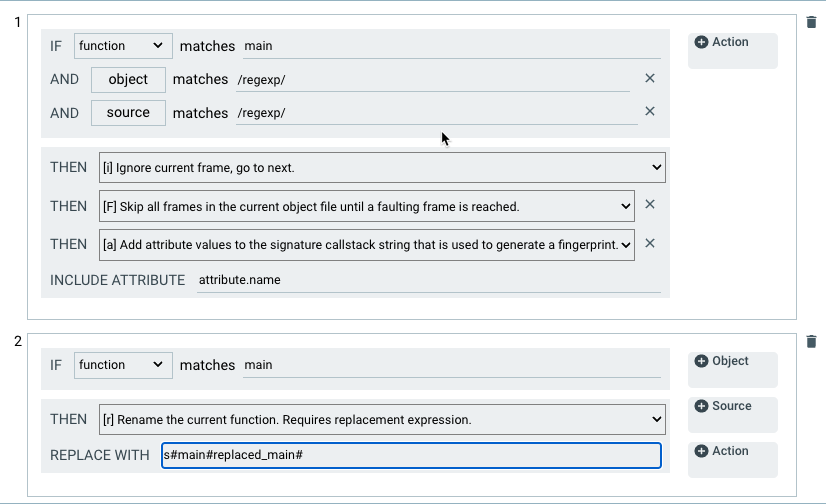 1
IF function matches main
+ Action
AND object matches /regexp/ ×
AND source matches /regexp/ ×
THEN [i] Ignore current frame, go to next.
THEN [F] Skip all frames in the current object file until a faulting frame is reached. ×
THEN [a] Add attribute values to the signature callstack string that is used to generate a fingerprint. ×
INCLUDE ATTRIBUTE attribute.name
2
IF function matches main
+ Object
THEN [r] Rename the current function. Requires replacement expression.
+ Source
REPLACE WITH s#main#replaced_main#
+ Action